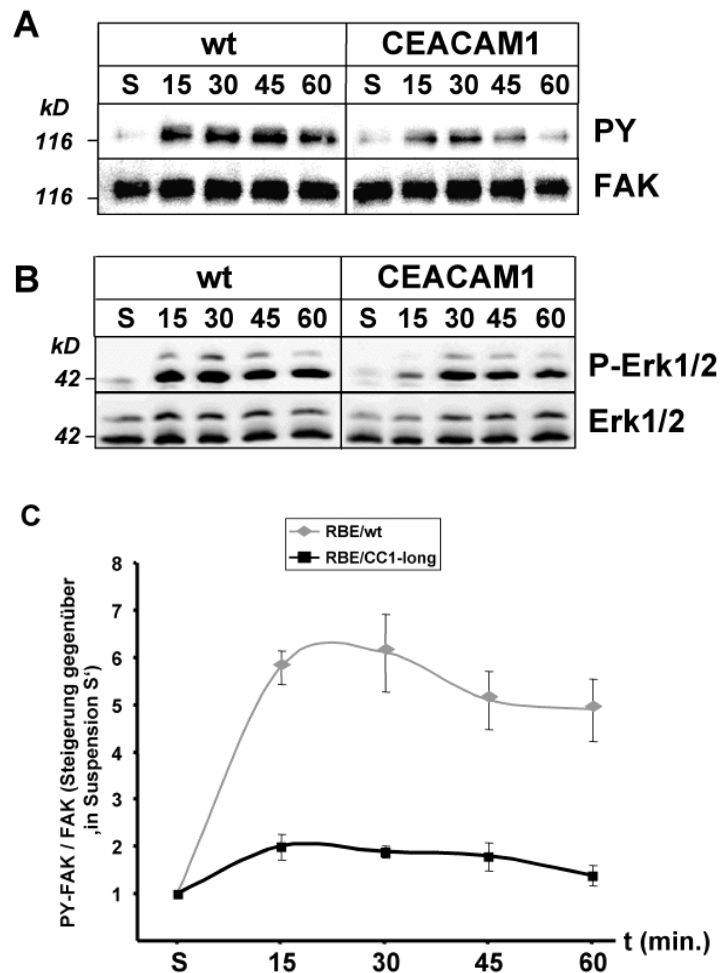 A
wt CEACAM1
S 15 30 45 60 S 15 30 45 60
kD
116 PY
116 FAK
B
wt CEACAM1
S 15 30 45 60 S 15 30 45 60
kD
42 P-Erk1/2
42 Erk1/2
C
RBE/wt
RBE/CC1-long
PY-FAK / FAK (Steigerung gegenüber
‚in Suspension S‘)
8
7
6
5
4
3
2
1
S 15 30 45 60
t (min.)